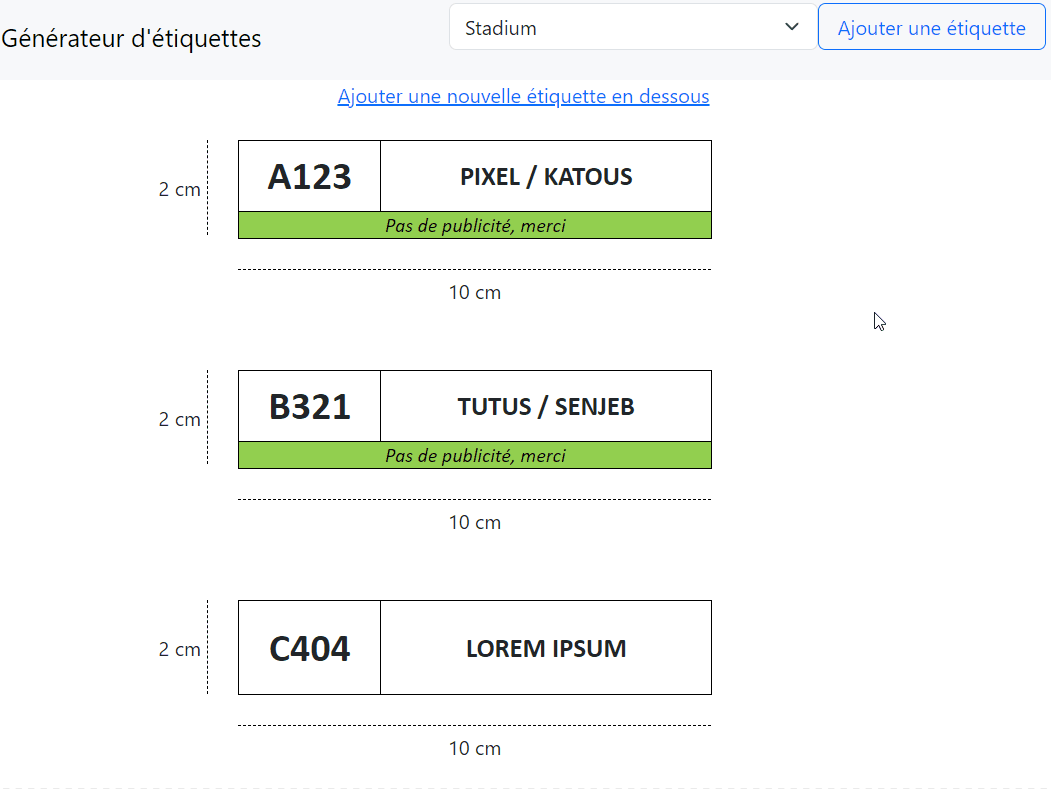 Générateur d'étiquettes
Stadium
Ajouter une étiquette
Ajouter une nouvelle étiquette en dessous
2 cm
A123
PIXEL / KATOUS
Pas de publicité, merci
10 cm
2 cm
B321
TUTUS / SENJEB
Pas de publicité, merci
10 cm
2 cm
C404
LOREM IPSUM
10 cm